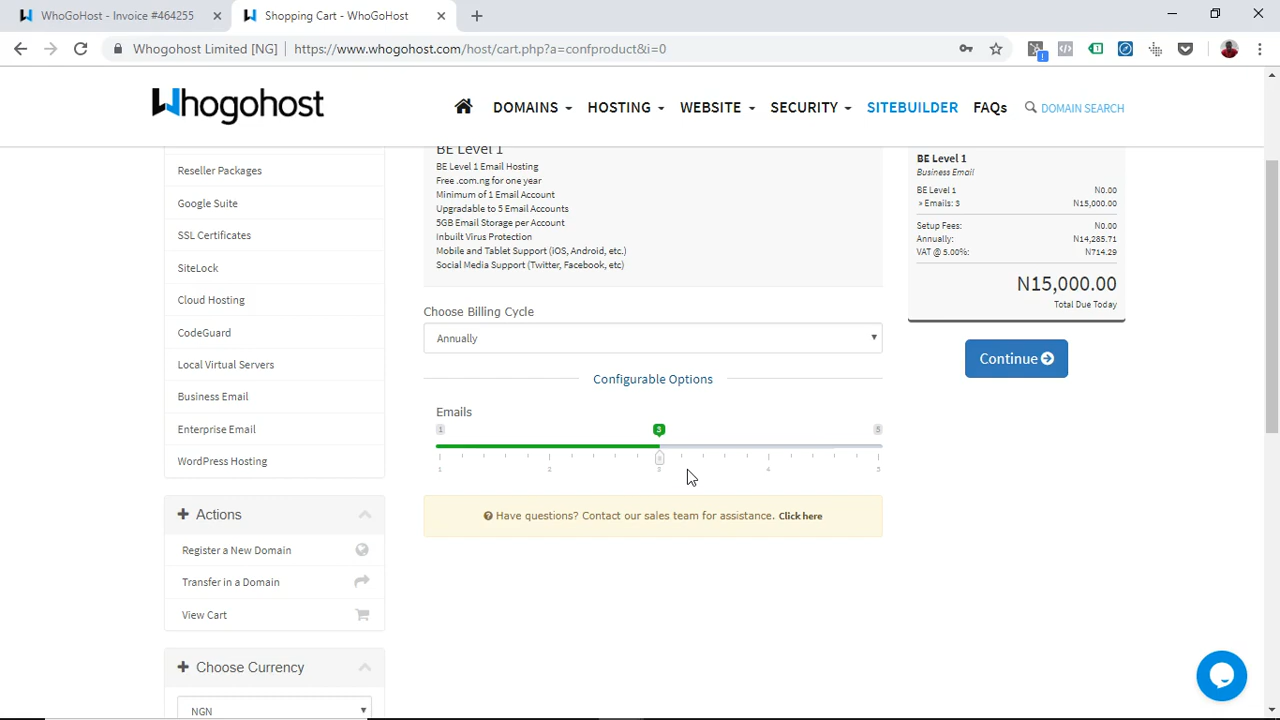 WhoGoHost - Invoice #464255
Shopping Cart - WhoGoHost
Whogohost Limited [NG]
https://www.whogohost.com/host/cart.php?a=confproduct&i=0
Whogohost
DOMAINS
HOSTING
WEBSITE
SECURITY
SITEBUILDER
FAQs
DOMAIN SEARCH
Reseller Packages
Google Suite
SSL Certificates
SiteLock
Cloud Hosting
CodeGuard
Local Virtual Servers
Business Email
Enterprise Email
WordPress Hosting
Actions
Register a New Domain
Transfer in a Domain
View Cart
Choose Currency
NGN
BE Level 1
BE Level 1 Email Hosting
Free .com.ng for one year
Minimum of 1 Email Account
Upgradable to 5 Email Accounts
5GB Email Storage per Account
Inbuilt Virus Protection
Mobile and Tablet Support (iOS, Android, etc.)
Social Media Support (Twitter, Facebook, etc)
Choose Billing Cycle
Annually
Configurable Options
Emails
1 3 5
1 2 3 4 5
Have questions? Contact our sales team for assistance. Click here
BE Level 1
Business Email
BE Level 1 N0.00
» Emails: 3 N15,000.00
Setup Fees: N0.00
Annually: N14,285.71
VAT @ 5.00%: N714.29
N15,000.00
Total Due Today
Continue